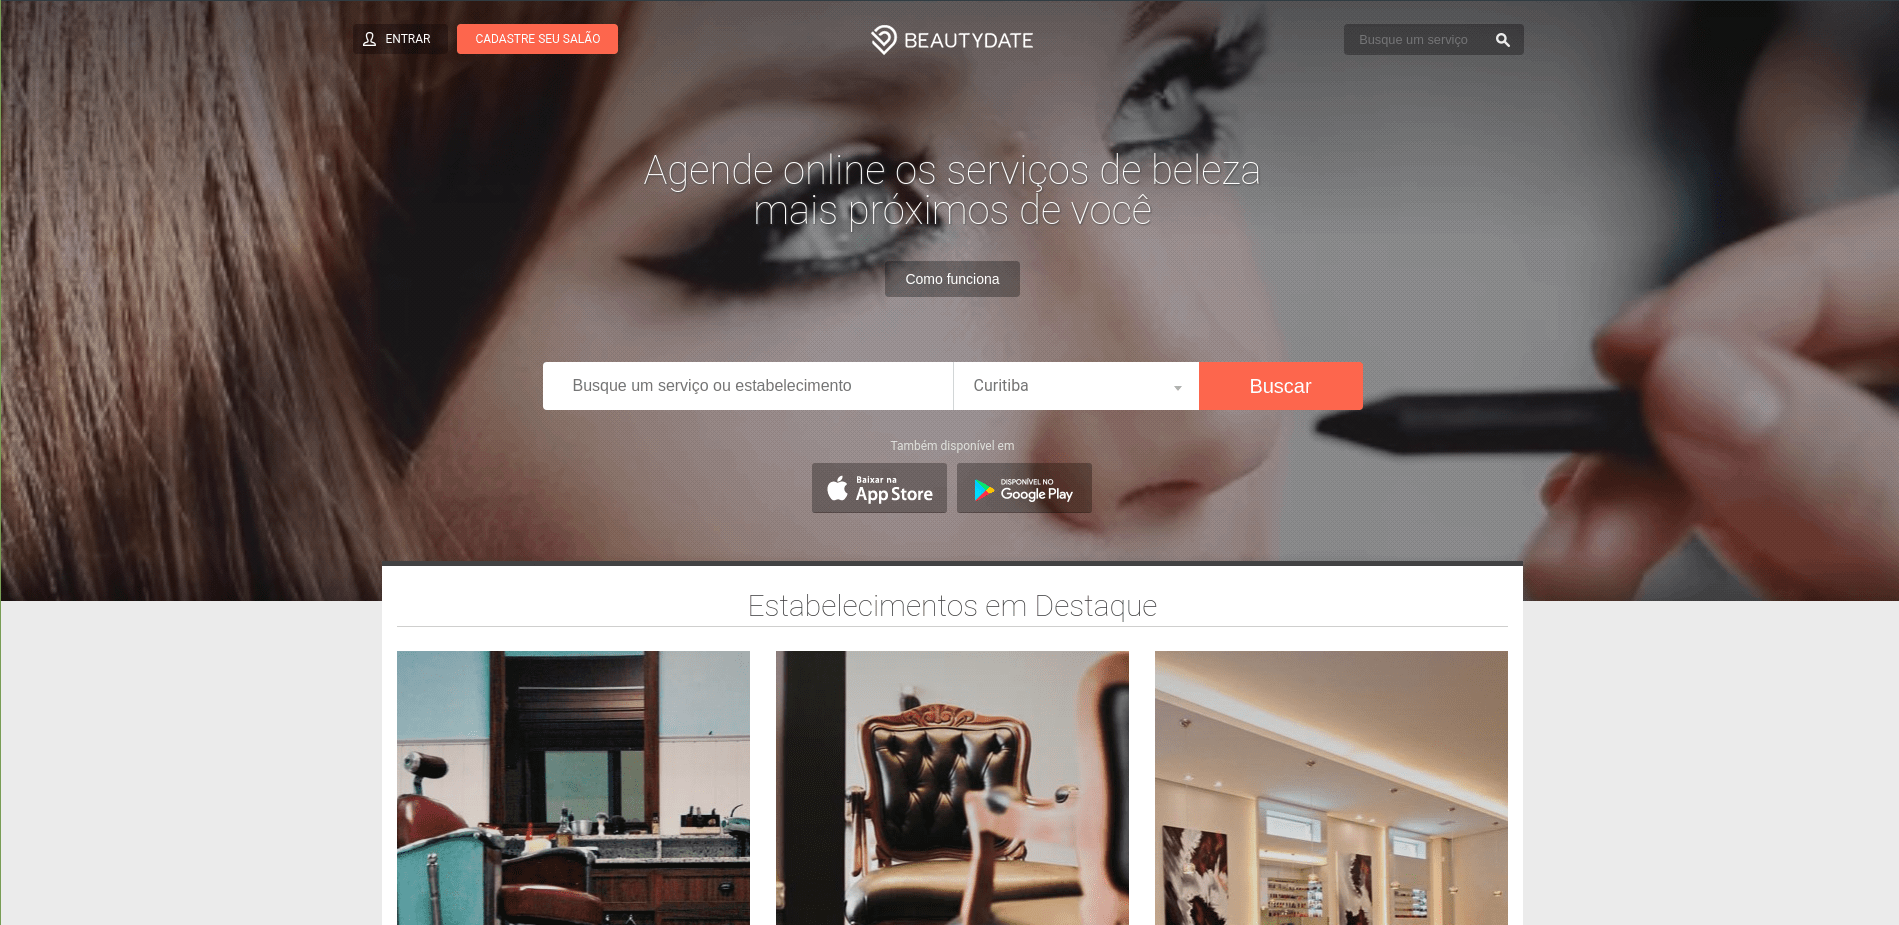 ENTRAR
CADASTRE SEU SALÃO
BEAUTYDATE
Busque um serviço
Agende online os serviços de beleza
mais próximos de você
Como funciona
Busque um serviço ou estabelecimento
Curitiba
Buscar
Também disponível em
Baixar na
App Store
DISPONÍVEL NO
Google Play
Estabelecimentos em Destaque